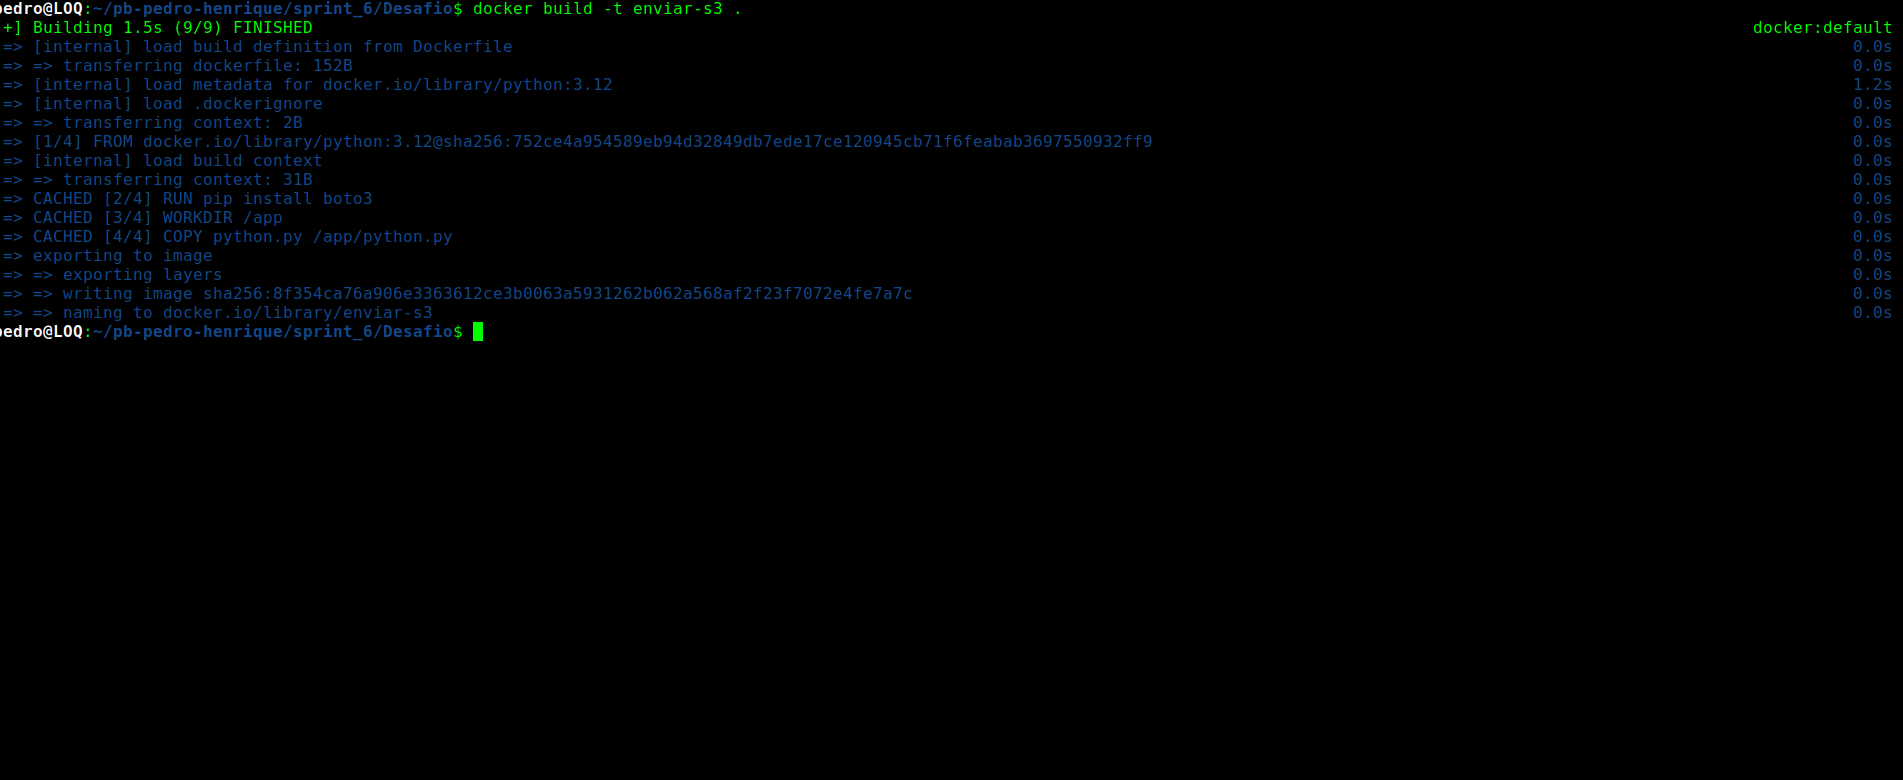 pedro@LOQ:~/pb-pedro-henrique/sprint_6/Desafio$ docker build -t enviar-s3 .
+] Building 1.5s (9/9) FINISHED docker:default
=> [internal] load build definition from Dockerfile 0.0s
=> => transferring dockerfile: 152B 0.0s
=> [internal] load metadata for docker.io/library/python:3.12 1.2s
=> [internal] load .dockerignore 0.0s
=> => transferring context: 2B 0.0s
=> [1/4] FROM docker.io/library/python:3.12@sha256:752ce4a954589eb94d32849db7ede17ce120945cb71f6feabab3697550932ff9 0.0s
=> [internal] load build context 0.0s
=> => transferring context: 31B 0.0s
=> CACHED [2/4] RUN pip install boto3 0.0s
=> CACHED [3/4] WORKDIR /app 0.0s
=> CACHED [4/4] COPY python.py /app/python.py 0.0s
=> exporting to image 0.0s
=> => exporting layers 0.0s
=> => writing image sha256:8f354ca76a906e3363612ce3b0063a5931262b062a568af2f23f7072e4fe7a7c 0.0s
=> => naming to docker.io/library/enviar-s3 0.0s
pedro@LOQ:~/pb-pedro-henrique/sprint_6/Desafio$